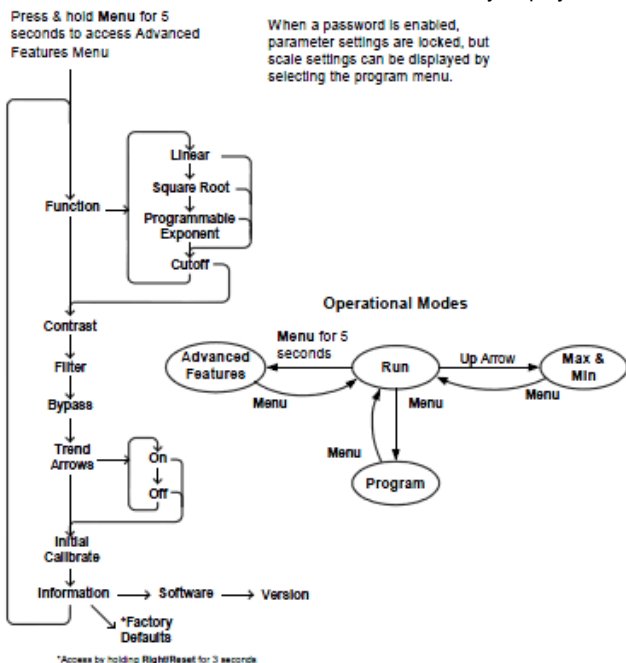 Press & hold Menu for 5
seconds to access Advanced
Features Menu
When a password is enabled,
parameter settings are locked, but
scale settings can be displayed by
selecting the program menu.
Function
Linear
Square Root
Programmable
Exponent
Cutoff
Contrast
Filter
Bypass
Trend
Arrows
On
Off
Initial
Calibrate
Information
Software
Version
*Factory
Defaults
*Access by holding Right/Reset for 3 seconds
Operational Modes
Advanced
Features
Menu for 5
seconds
Run
Up Arrow
Max &
Min
Menu
Menu
Menu
Menu
Program